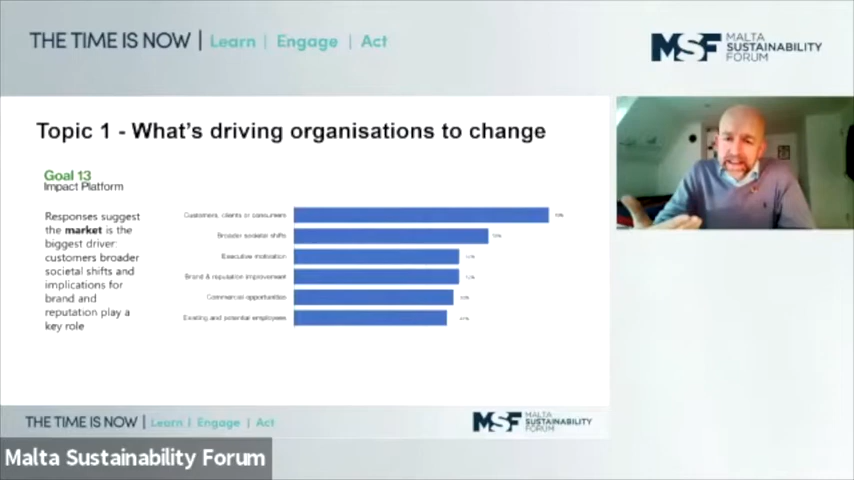 THE TIME IS NOW | Learn | Engage | Act
MSF MALTA
SUSTAINABILITY
FORUM
Topic 1 - What's driving organisations to change
Goal 13
Impact Platform
Responses suggest
the market is the
biggest driver:
customers broader
societal shifts and
implications for
brand and
reputation play a
key role
Customers, clients or consumers
Broader societal shifts
Executive motivation
Brand & reputation improvement
Commercial opportunities
Existing and potential employees
THE TIME IS NOW | Learn | Engage | Act
MSF MALTA
SUSTAINABILITY
FORUM
Malta Sustainability Forum